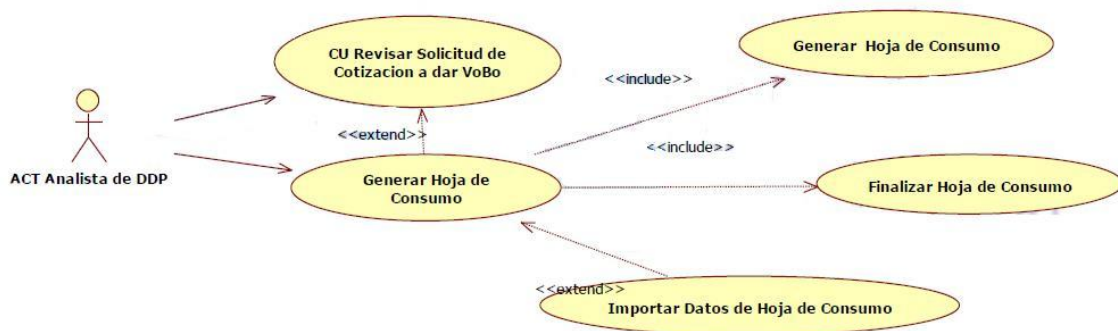 CU Revisar Solicitud de
Cotizacion a dar VoBo
Generar Hoja de Consumo
<<include>>
<<extend>>
<<include>>
ACT Analista de DDP
Generar Hoja de
Consumo
Finalizar Hoja de Consumo
<<extend>>
Importar Datos de Hoja de Consumo